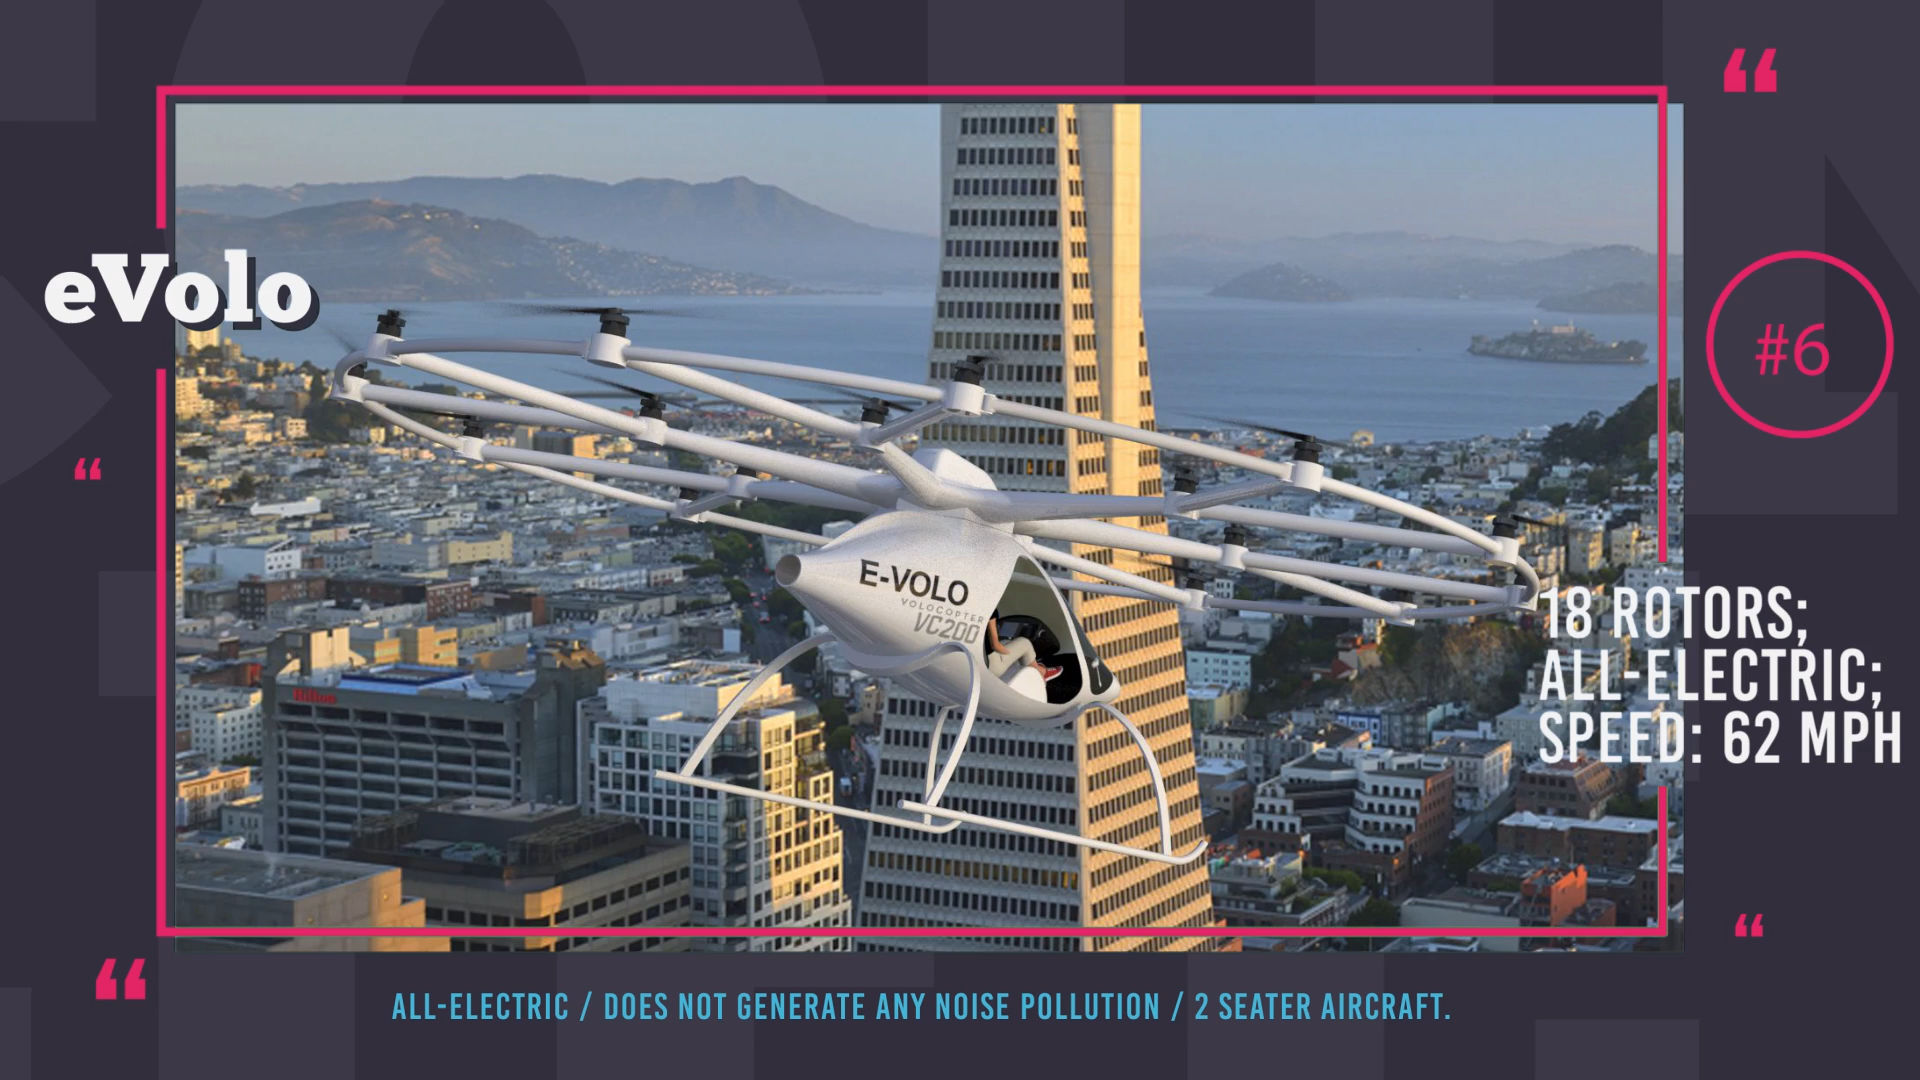 eVolo
#6
E-VOLO
VOLOCOPTER
VC200
Hilton
18 ROTORS;
ALL-ELECTRIC;
SPEED: 62 MPH
ALL-ELECTRIC / DOES NOT GENERATE ANY NOISE POLLUTION / 2 SEATER AIRCRAFT.